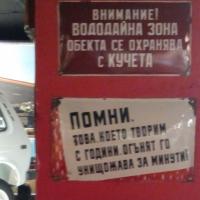 ВНИМАНИЕ!
ВОДОДАЙНА ЗОНА
ОБЕКТА СЕ ОХРАНЯВА
С КУЧЕТА
ПОМНИ.
ТОВА КОЕТО ТВОРИМ
С ГОДИНИ. ОГЪНЯТ ГО
УНИЩОЖАВА ЗА МИНУТИ!